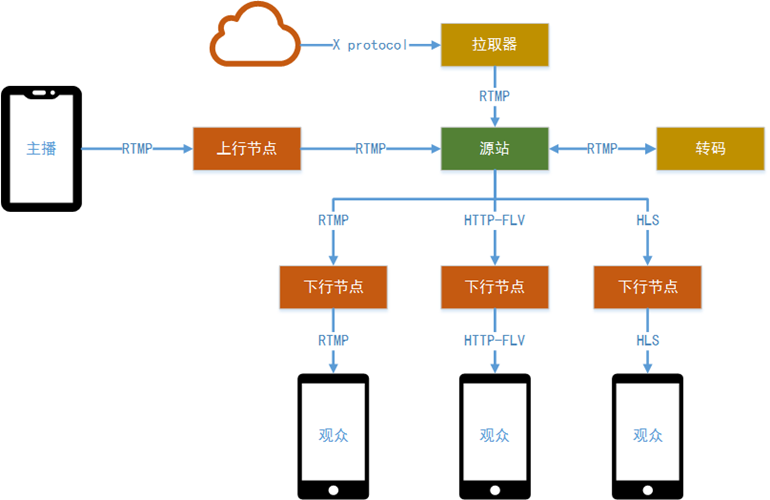 X protocol
拉取器
RTMP
主播
RTMP
上行节点
RTMP
源站
RTMP
转码
RTMP
HTTP-FLV
HLS
下行节点
下行节点
下行节点
RTMP
HTTP-FLV
HLS
观众
观众
观众